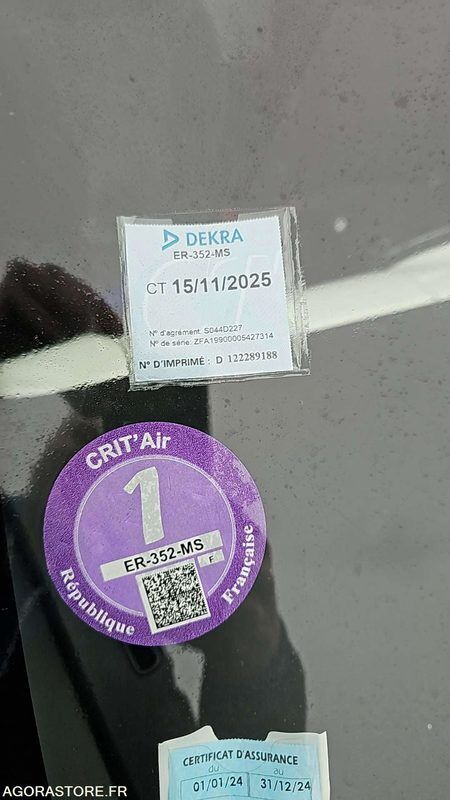 DEKRA
ER-352-MS
CT 15/11/2025
N° d'agrément: S044D227
N° de série: ZFA19900005427314
N° D'IMPRIMÉ : D 122289188
CRIT'Air
1
ER-352-MS
F
République Française
CERTIFICAT D'ASSURANCE
du au
01/01/24 31/12/24
AGORASTORE.FR